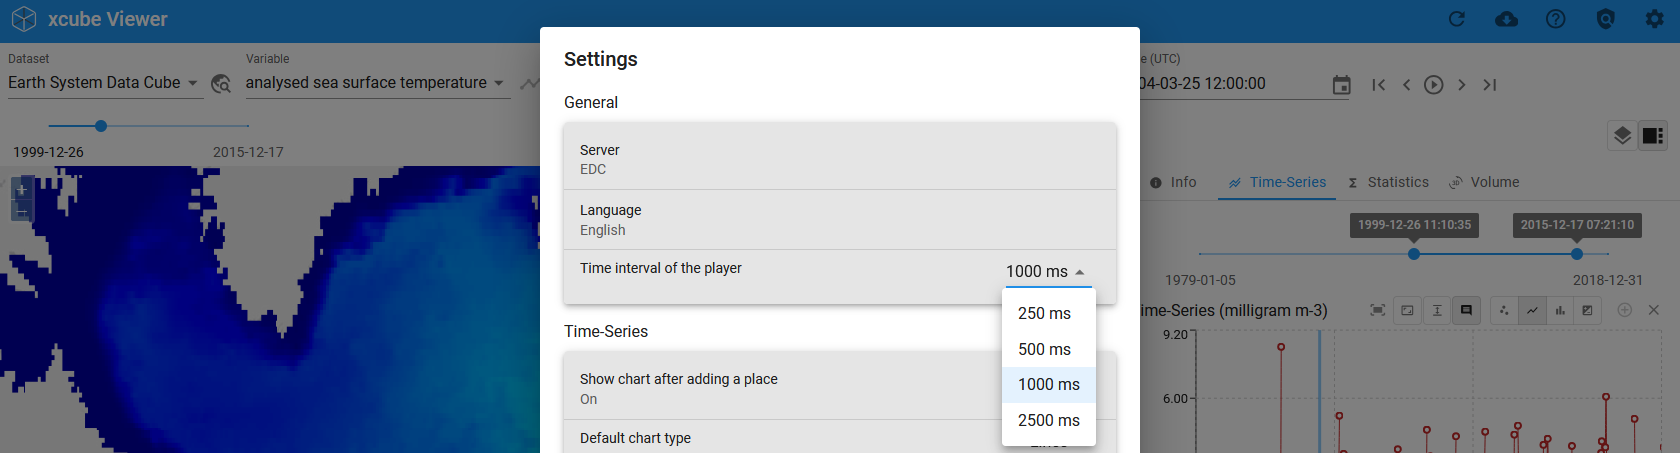 xcube Viewer
Dataset
Variable
Earth System Data Cube
analysed sea surface temperature
1999-12-26
2015-12-17
+
−
Settings
General
Server
EDC
Language
English
Time interval of the player
1000 ms
250 ms
500 ms
1000 ms
2500 ms
Time-Series
Show chart after adding a place
On
Default chart type
e (UTC)
04-03-25 12:00:00
Info
Time-Series
Statistics
3D
Volume
1999-12-26 11:10:35
2015-12-17 07:21:10
1979-01-05
2018-12-31
ime-Series (milligram m-3)
9.20
6.00